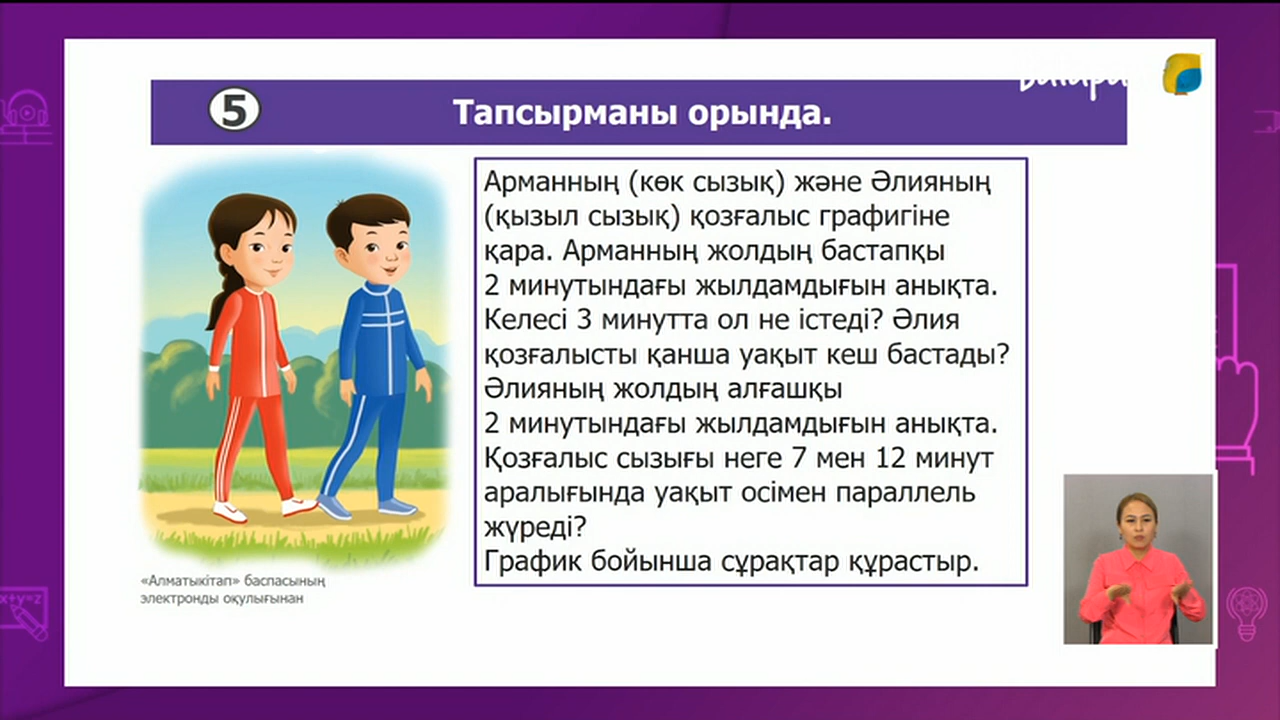 5 Тапсырманы орында.
Арманның (көк сызық) және Әлияның
(қызыл сызық) қозғалыс графигіне
қара. Арманның жолдың бастапқы
2 минутындағы жылдамдығын анықта.
Келесі 3 минутта ол не істеді? Әлия
қозғалысты қанша уақыт кеш бастады?
Әлияның жолдың алғашқы
2 минутындағы жылдамдығын анықта.
Қозғалыс сызығы неге 7 мен 12 минут
аралығында уақыт осімен параллель
жүреді?
График бойынша сұрақтар құрастыр.
«Алматыкітап» баспасының
электронды оқулығынан
x+y=z